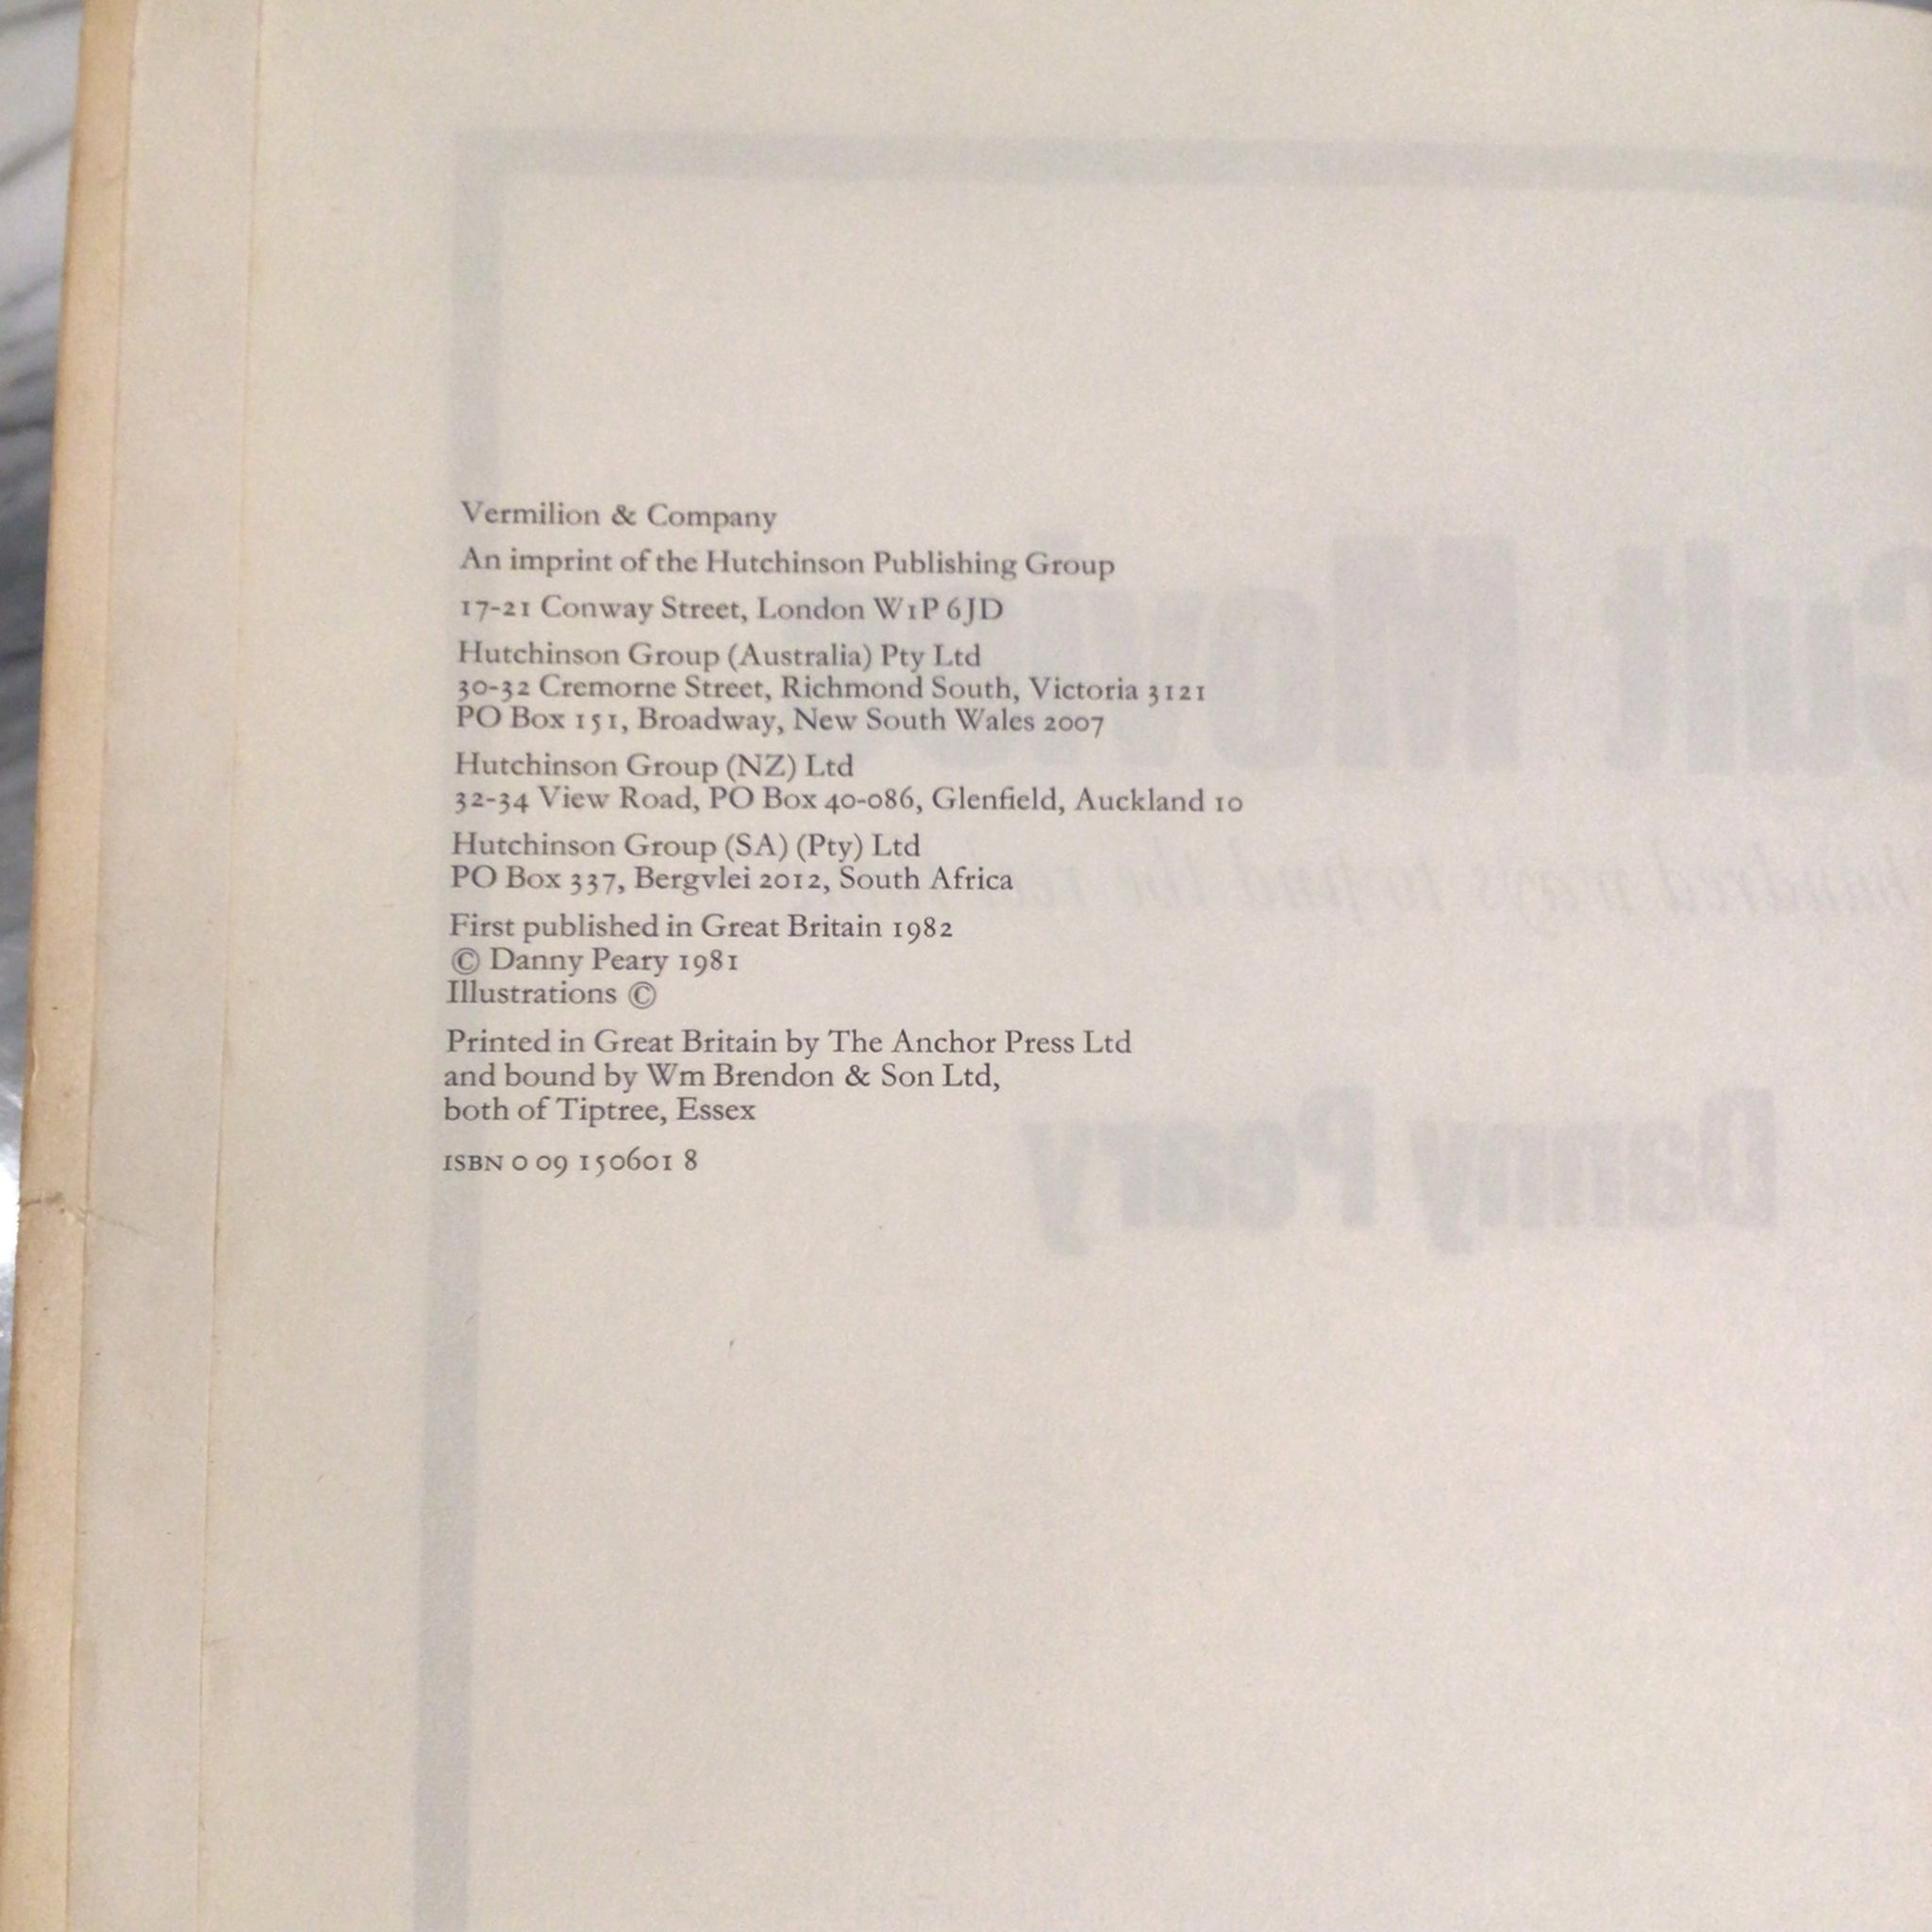 Vermilion & Company
An imprint of the Hutchinson Publishing Group
17-21 Conway Street, London W1P 6JD
Hutchinson Group (Australia) Pty Ltd
30-32 Cremorne Street, Richmond South, Victoria 3121
PO Box 151, Broadway, New South Wales 2007
Hutchinson Group (NZ) Ltd
32-34 View Road, PO Box 40-086, Glenfield, Auckland 10
Hutchinson Group (SA) (Pty) Ltd
PO Box 337, Bergvlei 2012, South Africa
First published in Great Britain 1982
© Danny Peary 1981
Illustrations ©
Printed in Great Britain by The Anchor Press Ltd
and bound by Wm Brendon & Son Ltd,
both of Tiptree, Essex
ISBN 0 09 150601 8
Danny Peary